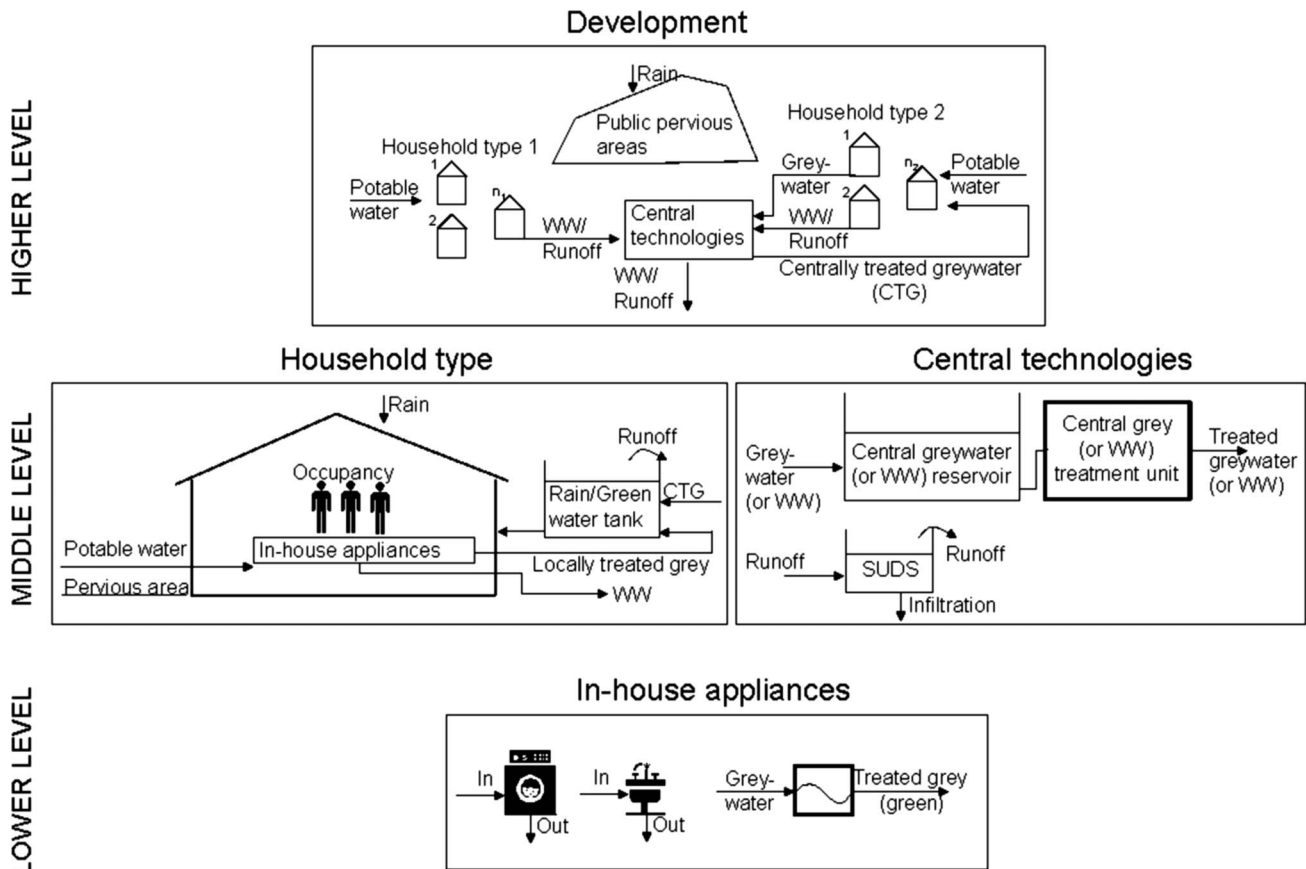 Development
HIGHER LEVEL
Rain
Public pervious
areas
Household type 1
1
2
n1
Potable
water
WW/
Runoff
Central
technologies
WW/
Runoff
Household type 2
1
2
n2
Grey-
water
WW/
Runoff
Potable
water
Centrally treated greywater
(CTG)
MIDDLE LEVEL
Household type
Rain
Occupancy
In-house appliances
Potable water
Pervious area
Runoff
Rain/Green
water tank
CTG
Locally treated grey
WW
Central technologies
Grey-
water
(or WW)
Central greywater
(or WW) reservoir
Central grey
(or WW)
treatment unit
Treated
greywater
(or WW)
Runoff
SUDS
Runoff
Infiltration
LOWER LEVEL
In-house appliances
In
Out
In
Out
Grey-
water
Treated grey
(green)